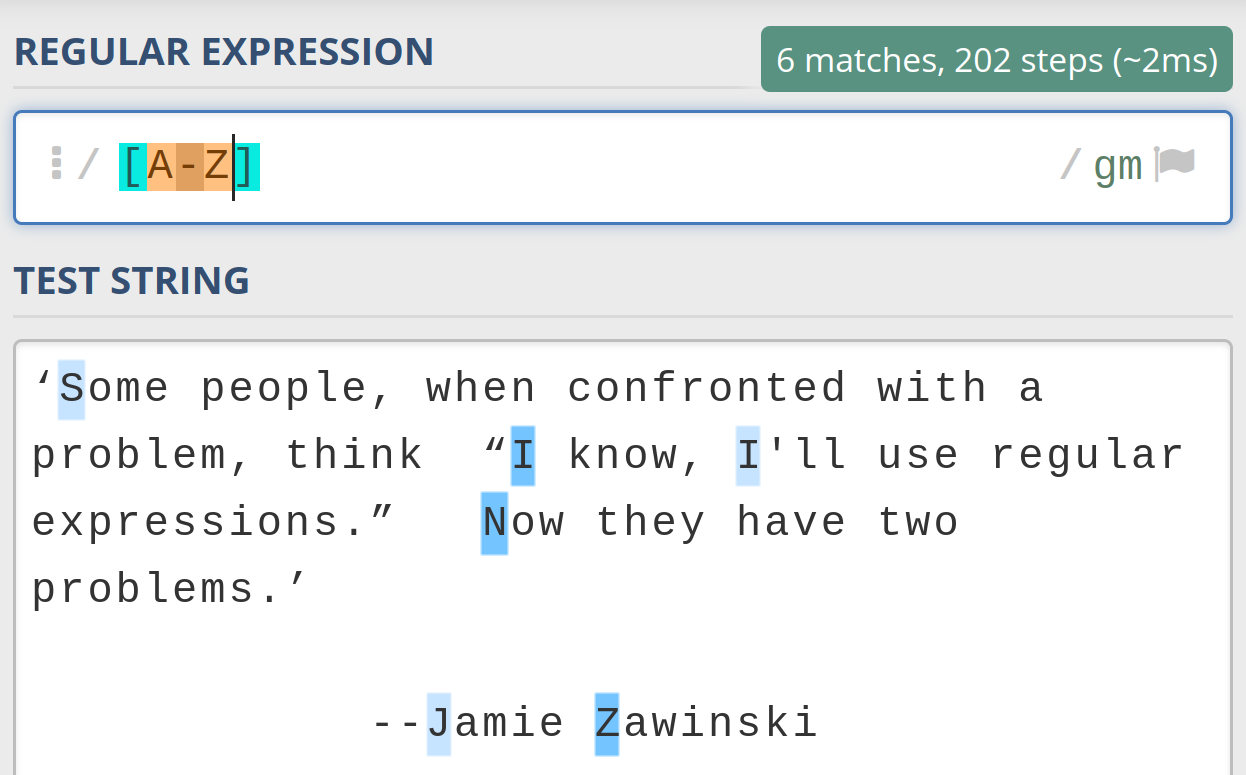 REGULAR EXPRESSION
6 matches, 202 steps (~2ms)
/ [A-Z] / gm
TEST STRING
‘Some people, when confronted with a
problem, think  “I know, I'll use regular
expressions.”   Now they have two
problems.’
--Jamie Zawinski